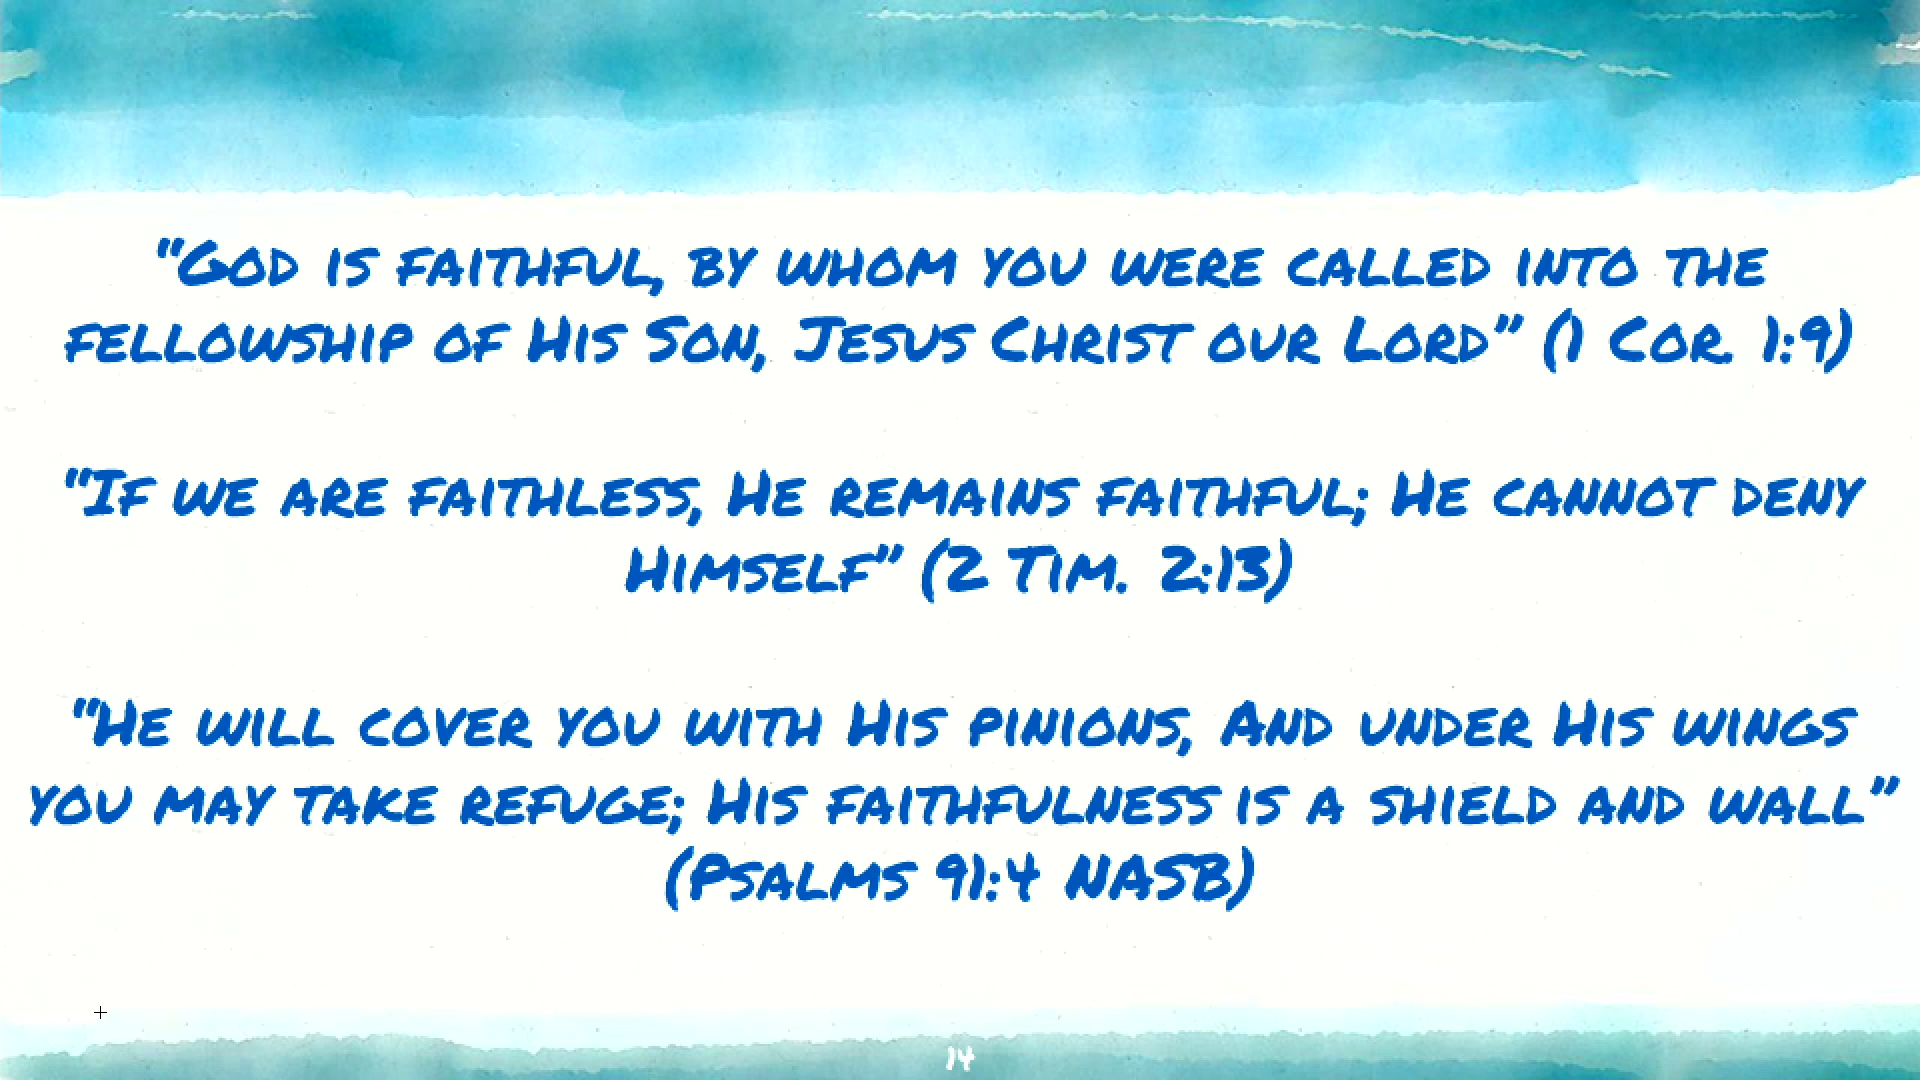 “God is faithful, by whom you were called into the
fellowship of His Son, Jesus Christ our Lord” (1 Cor. 1:9)
“If we are faithless, He remains faithful; He cannot deny
Himself” (2 Tim. 2:13)
“He will cover you with His pinions, And under His wings
you may take refuge; His faithfulness is a shield and wall”
(Psalms 91:4 NASB)
14